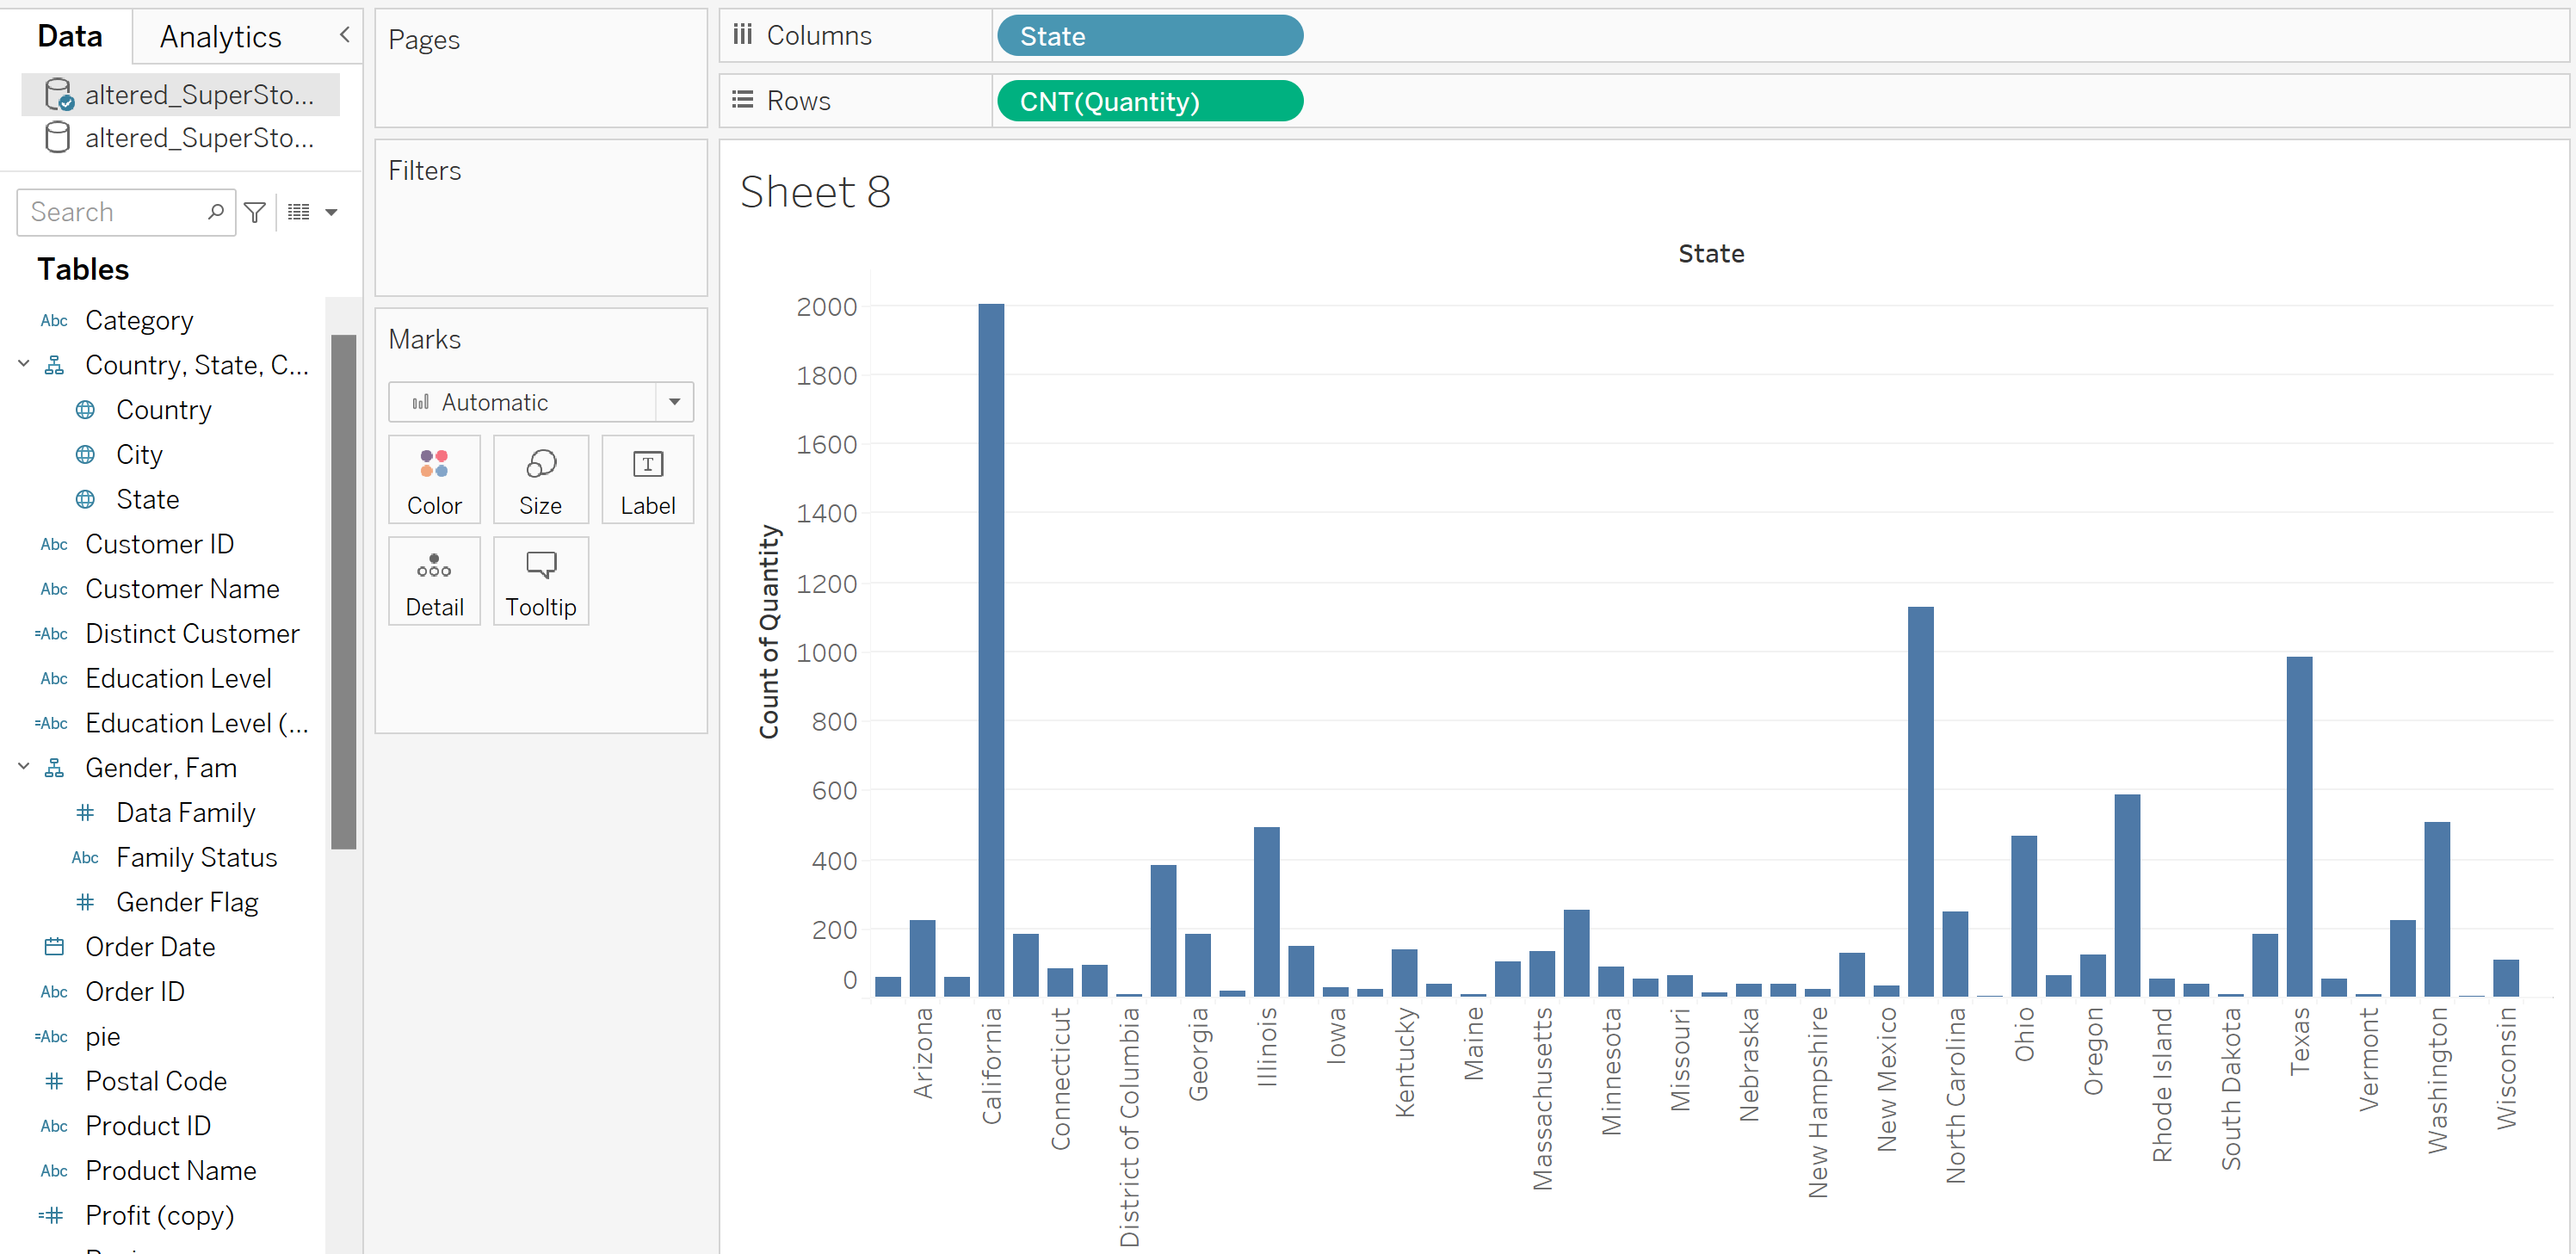 Data
Analytics
altered_SuperSto...
altered_SuperSto...
Search
Tables
Abc Category
Country, State, C...
Country
City
State
Abc Customer ID
Abc Customer Name
=Abc Distinct Customer
Abc Education Level
=Abc Education Level (...
Gender, Fam
# Data Family
Abc Family Status
# Gender Flag
Order Date
Abc Order ID
=Abc pie
# Postal Code
Abc Product ID
Abc Product Name
=# Profit (copy)
Pages
Filters
Marks
Automatic
Color
Size
T
Label
Detail
Tooltip
Columns
State
Rows
CNT(Quantity)
Sheet 8
State
Count of Quantity
2000
1800
1600
1400
1200
1000
800
600
400
200
0
Arizona
California
Connecticut
District of Columbia
Georgia
Illinois
Iowa
Kentucky
Maine
Massachusetts
Minnesota
Missouri
Nebraska
New Hampshire
New Mexico
North Carolina
Ohio
Oregon
Rhode Island
South Dakota
Texas
Vermont
Washington
Wisconsin